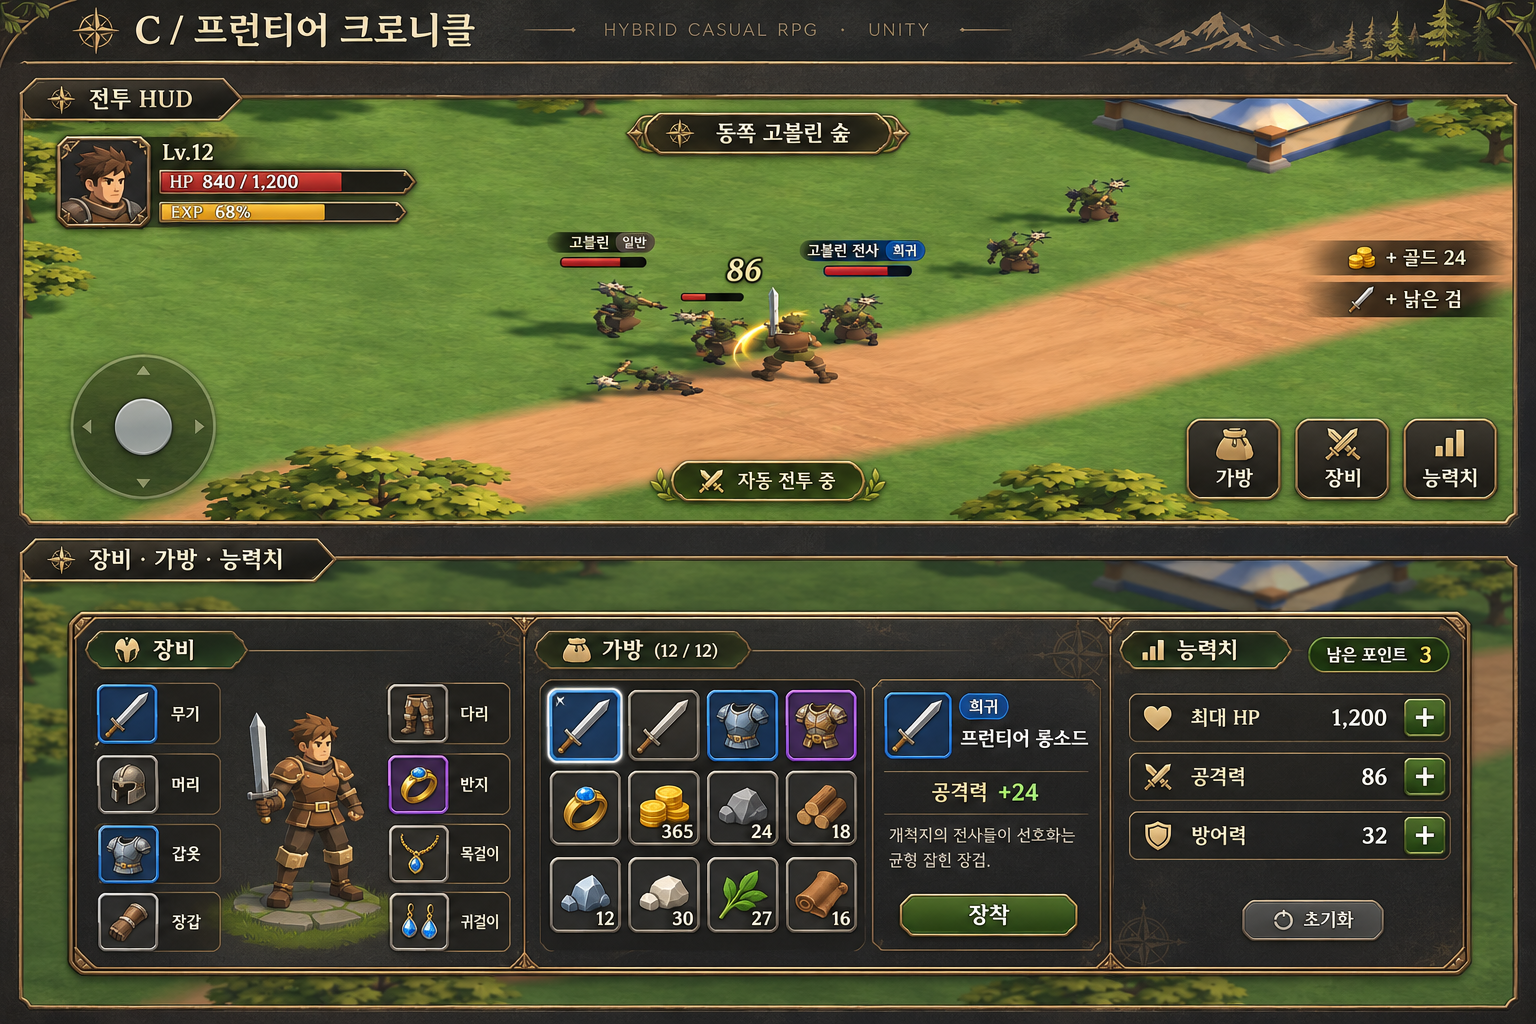 C / 프런티어 크로니클
HYBRID CASUAL RPG · UNITY
전투 HUD
동쪽 고블린 숲
Lv.12
HP 840 / 1,200
EXP 68%
고블린 일반
86
고블린 전사 희귀
+ 골드 24
+ 낡은 검
자동 전투 중
가방
장비
능력치
장비 · 가방 · 능력치
장비
무기
머리
갑옷
장갑
다리
반지
목걸이
귀걸이
가방 (12 / 12)
365
24
18
12
30
27
16
희귀
프런티어 롱소드
공격력 +24
개척지의 전사들이 선호하는
균형 잡힌 장검.
장착
능력치
남은 포인트 3
최대 HP 1,200 +
공격력 86 +
방어력 32 +
초기화